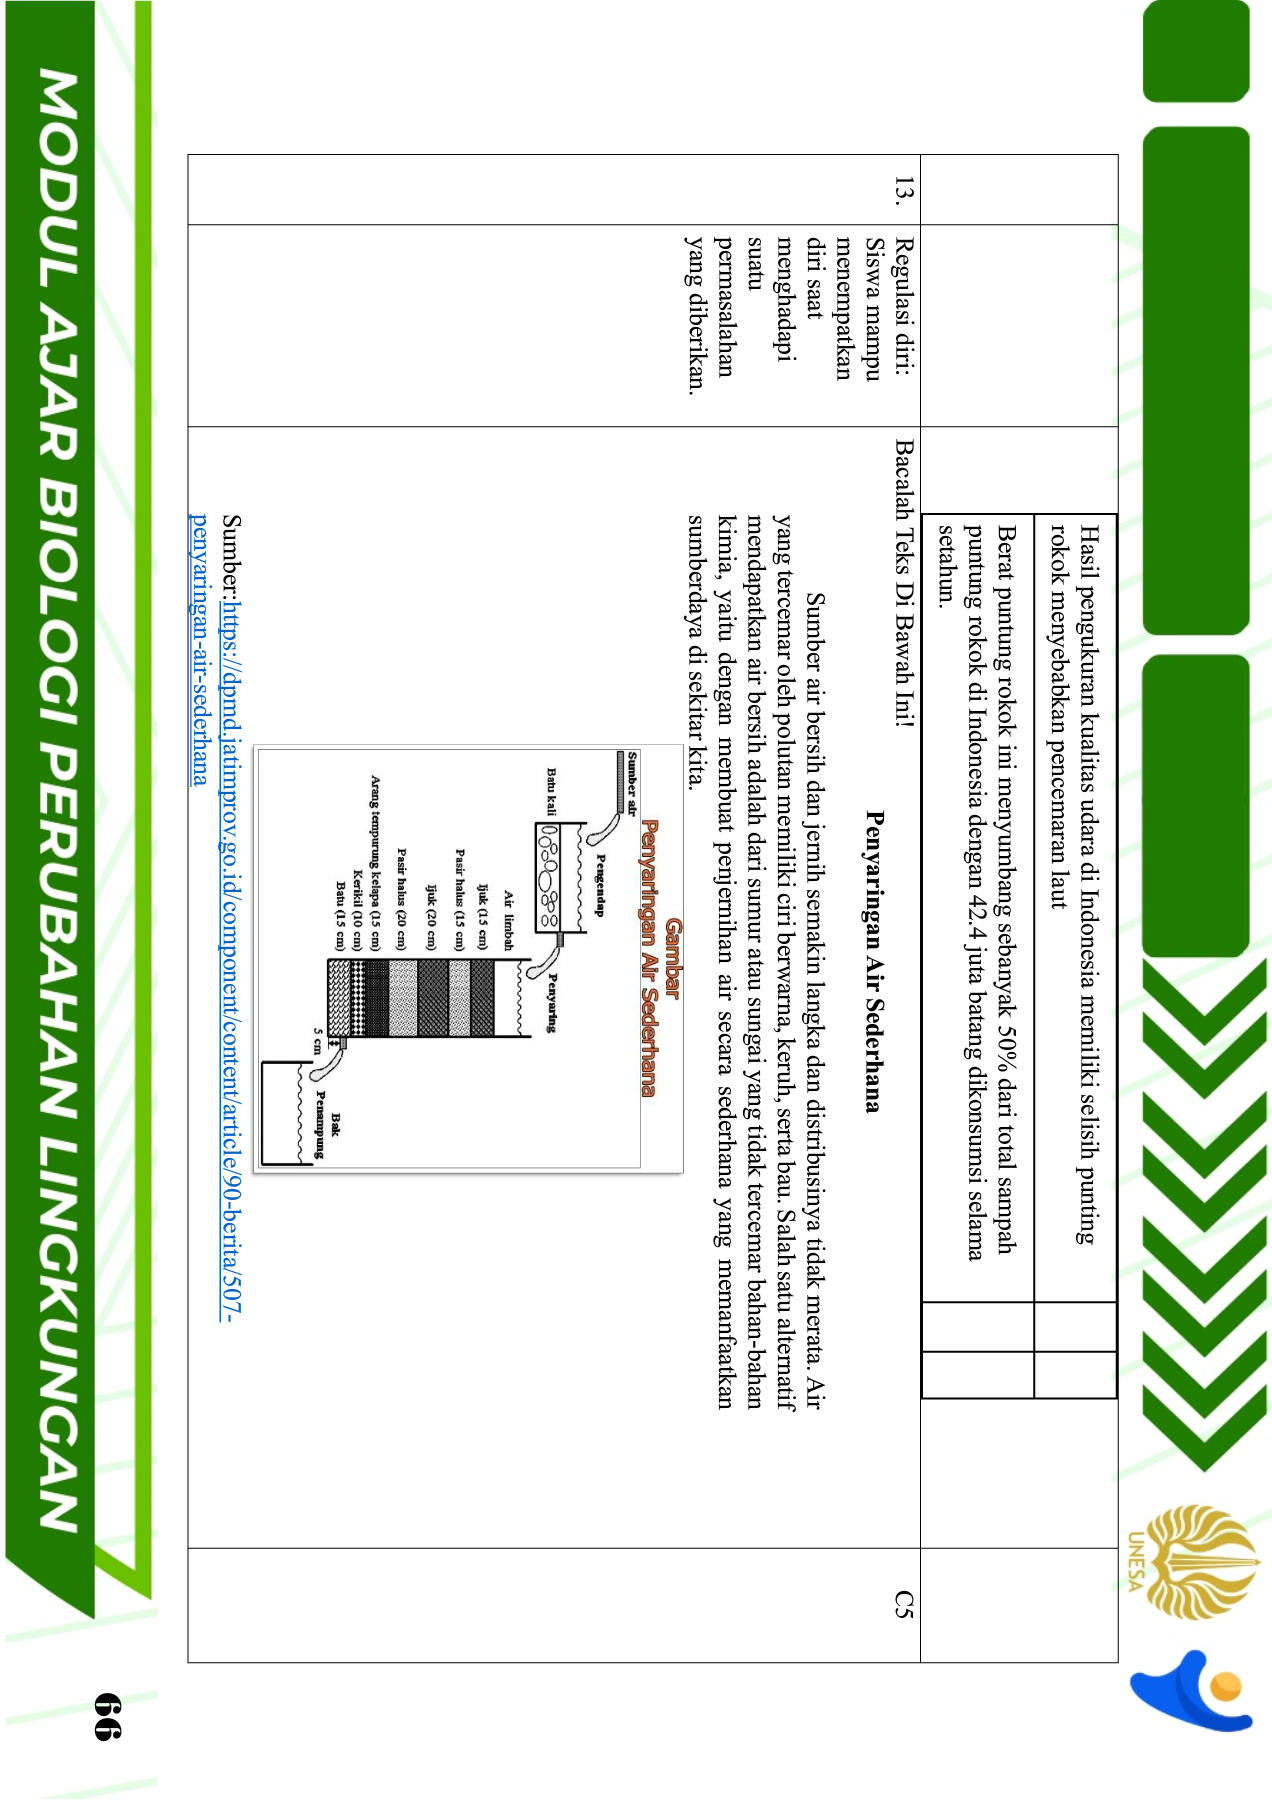 Hasil pengukuran kualitas udara di Indonesia memiliki selisih punting
rokok menyebabkan pencemaran laut
Berat puntung rokok ini menyumbang sebanyak 50% dari total sampah
puntung rokok di Indonesia dengan 42.4 juta batang dikonsumsi selama
setahun.
13.
Regulasi diri:
Siswa mampu
menempatkan
diri saat
menghadapi
suatu
permasalahan
yang diberikan.
Bacalah Teks Di Bawah Ini!
Penyaringan Air Sederhana
Sumber air bersih dan jernih semakin langka dan distribusinya tidak merata. Air
yang tercemar oleh polutan memiliki ciri berwarna, keruh, serta bau. Salah satu alternatif
mendapatkan air bersih adalah dari sumur atau sungai yang tidak tercemar bahan-bahan
kimia, yaitu dengan membuat penjernihan air secara sederhana yang memanfaatkan
sumberdaya di sekitar kita.
Gambar
Penyaringan Air Sederhana
Sumber air
Pengendap
Batu kali
Penyaring
Air limbah
Ijuk (15 cm)
Pasir halus (15 cm)
Ijuk (20 cm)
Pasir halus (20 cm)
Arang tempurung kelapa (15 cm)
Kerikil (10 cm)
Batu (15 cm)
5 cm
Bak
Penampung
Sumber:https://dpmd.jatimprov.go.id/component/content/article/90-berita/507-
penyaringan-air-sederhana
C5
UNESA
MODUL AJAR BIOLOGI PERUBAHAN LINGKUNGAN
66